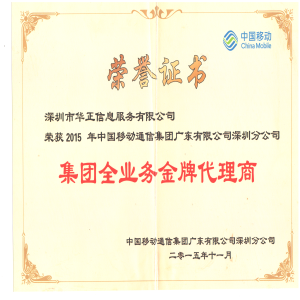 中国移动
China Mobile
荣誉证书
深圳市华正信息服务有限公司
荣获2015 年中国移动通信集团广东有限公司深圳分公司
集团全业务金牌代理商
中国移动通信集团广东有限公司深圳分公司
二零一五年十一月